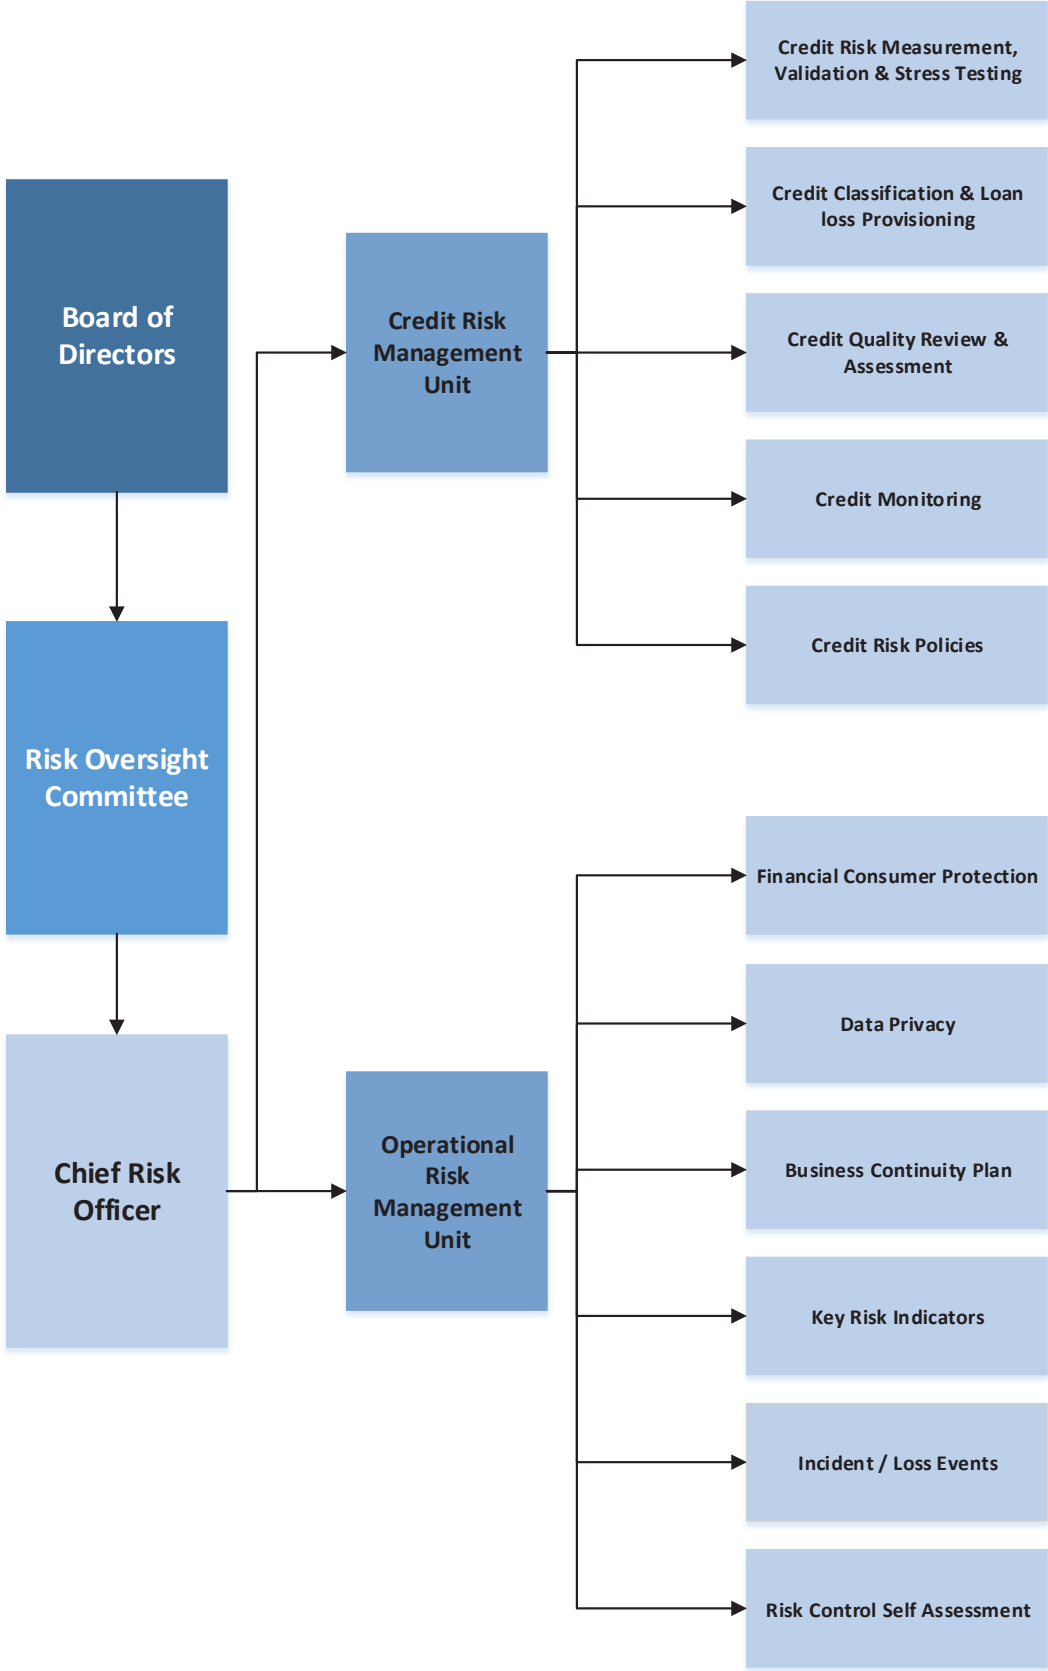 Board of
Directors
Risk Oversight
Committee
Chief Risk
Officer
Credit Risk
Management
Unit
Operational
Risk
Management
Unit
Credit Risk Measurement,
Validation & Stress Testing
Credit Classification & Loan
loss Provisioning
Credit Quality Review &
Assessment
Credit Monitoring
Credit Risk Policies
Financial Consumer Protection
Data Privacy
Business Continuity Plan
Key Risk Indicators
Incident / Loss Events
Risk Control Self Assessment